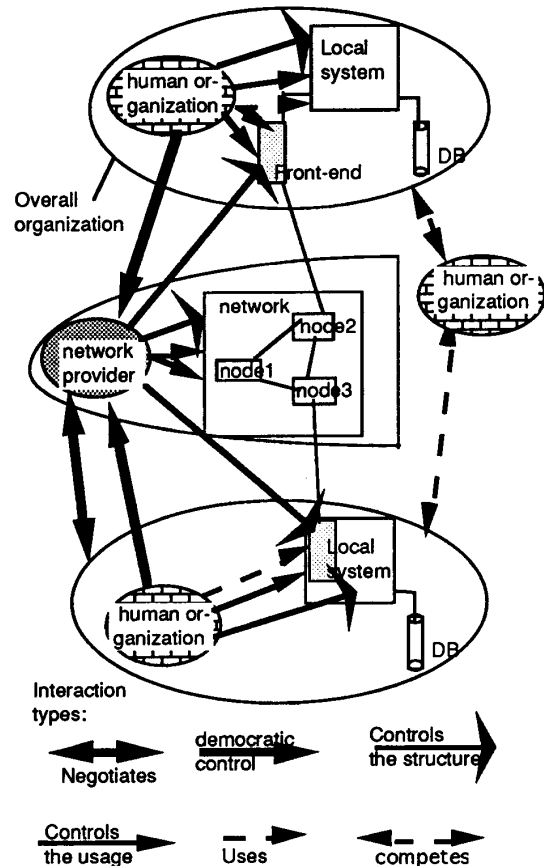 Local
system
human or-
ganization
DB
Front-end
Overall
organization
human or-
ganization
network
node2
network
provider
node1
node3
Local
system
human or-
ganization
DB
Interaction
types:
Negotiates
democratic
control
Controls
the structure
Controls
the usage
Uses
competes